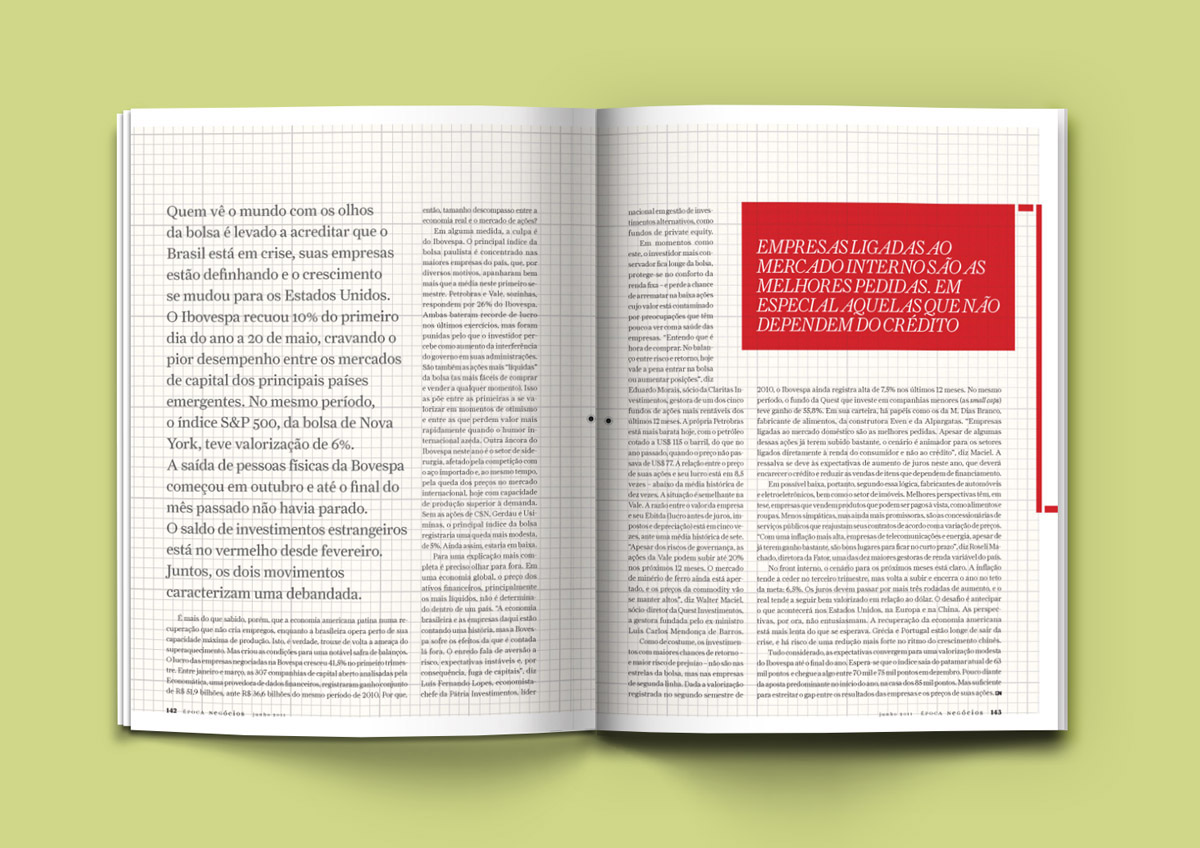 Quem vê o mundo com os olhos
da bolsa é levado a acreditar que o
Brasil está em crise, suas empresas
estão definhando e o crescimento
se mudou para os Estados Unidos.
O Ibovespa recuou 10% do primeiro
dia do ano a 20 de maio, cravando o
pior desempenho entre os mercados
de capital dos principais países
emergentes. No mesmo período,
o índice S&P 500, da bolsa de Nova
York, teve valorização de 6%.
A saída de pessoas físicas da Bovespa
começou em outubro e até o final do
mês passado não havia parado.
O saldo de investimentos estrangeiros
está no vermelho desde fevereiro.
Juntos, os dois movimentos
caracterizam uma debandada.
É mais do que sabido, porém, que a economia americana patina numa re-
cuperação que não cria empregos, enquanto a brasileira opera perto de sua
capacidade máxima de produção. Isto, é verdade, trouxe de volta a ameaça do
superaquecimento. Mas criou as condições para uma notável safra de balanços.
O lucro das empresas negociadas na Bovespa cresceu 41,8% no primeiro trimes-
tre. Entre janeiro e março, as 307 companhias de capital aberto analisadas pela
Economática, uma provedora de dados financeiros, registraram ganho conjunto
de R$ 51,9 bilhões, ante R$ 36,6 bilhões do mesmo período de 2010. Por que,
então, tamanho descompasso entre a
economia real e o mercado de ações?
Em alguma medida, a culpa é
do Ibovespa. O principal índice da
bolsa paulista é concentrado nas
maiores empresas do país, que, por
diversos motivos, apanharam bem
mais que a média neste primeiro se-
mestre. Petrobras e Vale, sozinhas,
respondem por 26% do Ibovespa.
Ambas bateram recorde de lucro
nos últimos exercícios, mas foram
punidas pelo que o investidor per-
cebe como aumento da interferência
do governo em suas administrações.
São também as ações mais "líquidas"
da bolsa (as mais fáceis de comprar
e vender a qualquer momento). Isso
as põe entre as primeiras a se va-
lorizar em momentos de otimismo
e entre as que perdem valor mais
rapidamente quando o humor in-
ternacional azeda. Outra âncora do
Ibovespa neste ano é o setor de side-
rurgia, afetado pela competição com
o aço importado e, ao mesmo tempo,
pela queda dos preços no mercado
internacional, hoje com capacidade
de produção superior à demanda.
Sem as ações de CSN, Gerdau e Usi-
minas, o principal índice da bolsa
registraria uma queda mais modesta,
de 5%. Ainda assim, estaria em baixa.
Para uma explicação mais com-
pleta é preciso olhar para fora. Em
uma economia global, o preço dos
ativos financeiros, principalmente
os mais líquidos, não é determina-
do dentro de um país. "A economia
brasileira e as empresas daqui estão
contando uma história, mas a Boves-
pa sofre os efeitos da que é contada
lá fora. O enredo fala de aversão a
risco, expectativas instáveis e, por
consequência, fuga de capitais", diz
Luis Fernando Lopes, economista-
chefe da Pátria Investimentos, líder
142 ÉPOCA NEGÓCIOS junho 2011
nacional em gestão de inves-
timentos alternativos, como
fundos de private equity.
Em momentos como
este, o investidor mais con-
servador fica longe da bolsa,
protege-se no conforto da
renda fixa – e perde a chance
de arrematar na baixa ações
cujo valor está contaminado
por preocupações que têm
pouco a ver com a saúde das
empresas. "Entendo que é
hora de comprar. No balan-
ço entre risco e retorno, hoje
vale a pena entrar na bolsa
ou aumentar posições", diz
Eduardo Morais, sócio da Claritas In-
vestimentos, gestora de um dos cinco
fundos de ações mais rentáveis dos
últimos 12 meses. A própria Petrobras
está mais barata hoje, com o petróleo
cotado a US$ 115 o barril, do que no
ano passado, quando o preço não pas-
sava de US$ 77. A relação entre o preço
de suas ações e seu lucro está em 8,5
vezes – abaixo da média histórica de
dez vezes. A situação é semelhante na
Vale. A razão entre o valor da empresa
e seu Ebitda (lucro antes de juros, im-
postos e depreciação) está em cinco ve-
zes, ante uma média histórica de sete.
"Apesar dos riscos de governança, as
ações da Vale podem subir até 20%
nos próximos 12 meses. O mercado
de minério de ferro ainda está aper-
tado, e os preços da commodity vão
se manter altos", diz Walter Maciel,
sócio diretor da Quest Investimentos,
a gestora fundada pelo ex-ministro
Luis Carlos Mendonça de Barros.
Como de costume, os investimen-
tos com maiores chances de retorno –
e maior risco de prejuízo – não são nas
estrelas da bolsa, mas nas empresas
de segunda linha. Dada a valorização
registrada no segundo semestre de
EMPRESAS LIGADAS AO
MERCADO INTERNO SÃO AS
MELHORES PEDIDAS. EM
ESPECIAL AQUELAS QUE NÃO
DEPENDEM DO CRÉDITO
2010, o Ibovespa ainda registra alta de 7,5% nos últimos 12 meses. No mesmo
período, o fundo da Quest que investe em companhias menores (as small caps)
teve ganho de 55,8%. Em sua carteira, há papéis como os da M. Dias Branco,
fabricante de alimentos, da construtora Even e da Alpargatas. "Empresas
ligadas ao mercado doméstico são as melhores pedidas. Apesar de algumas
dessas ações já terem subido bastante, o cenário é animador para os setores
ligados diretamente à renda do consumidor e não ao crédito", diz Maciel. A
ressalva se deve às expectativas de aumento de juros neste ano, que deverá
encarecer o crédito e reduzir as vendas de itens que dependem de financiamento.
Em possível baixa, portanto, segundo essa lógica, fabricantes de automóveis
e eletroeletrônicos, bem como o setor de imóveis. Melhores perspectivas têm, em
tese, empresas que vendem produtos que podem ser pagos à vista, como alimentos e
roupas. Menos simpáticas, mas ainda mais promissoras, são as concessionárias de
serviços públicos que reajustam seus contratos de acordo com a variação de preços.
"Com uma inflação mais alta, empresas de telecomunicações e energia, apesar de
já terem ganho bastante, são bons lugares para ficar no curto prazo", diz Roseli Ma-
chado, diretora da Fator, uma das dez maiores gestoras de renda variável do país.
No front interno, o cenário para os próximos meses está claro. A inflação
tende a ceder no terceiro trimestre, mas volta a subir e encerra o ano no teto
da meta: 6,5%. Os juros devem passar por mais três rodadas de aumento, e o
real tende a seguir bem valorizado em relação ao dólar. O desafio é antecipar
o que acontecerá nos Estados Unidos, na Europa e na China. As perspec-
tivas, por ora, não entusiasmam. A recuperação da economia americana
está mais lenta do que se esperava. Grécia e Portugal estão longe de sair da
crise, e há risco de uma redução mais forte no ritmo do crescimento chinês.
Tudo considerado, as expectativas convergem para uma valorização modesta
do Ibovespa até o final do ano. Espera-se que o índice saia do patamar atual de 63
mil pontos e chegue a algo entre 70 mil e 75 mil pontos em dezembro. Pouco diante
da aposta predominante no início do ano, na casa dos 85 mil pontos. Mas suficiente
para estreitar o gap entre os resultados das empresas e os preços de suas ações.
junho 2011 ÉPOCA NEGÓCIOS 143